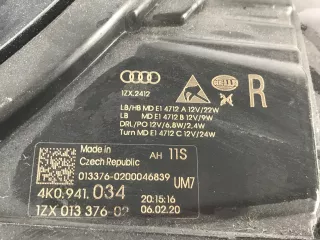 HELLA R
1ZX.2412
LB/HB MD E1 4712 A 12V/22W
LB MD E1 4712 B 12V/9W
DRL/PO 12V/6,8W/2,4W
Turn MD E1 4712 C 12V/24W
Made in
Czech Republic AH 11S
013376-0200046839 UM7
4K0.941.034 20:15:16
1ZX 013 376-02 06.02.20